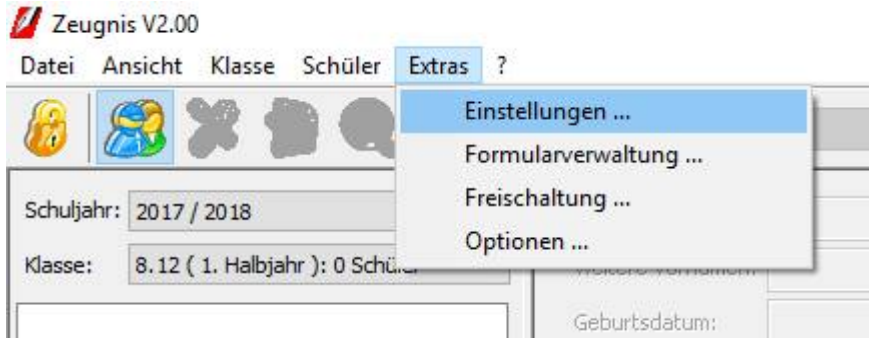 Zeugnis V2.00
Datei Ansicht Klasse Schüler Extras ?
Einstellungen ...
Formularverwaltung ...
Freischaltung ...
Optionen ...
Schuljahr: 2017 / 2018
Klasse: 8.12 ( 1. Halbjahr ): 0 Schüler
Geburtsdatum: